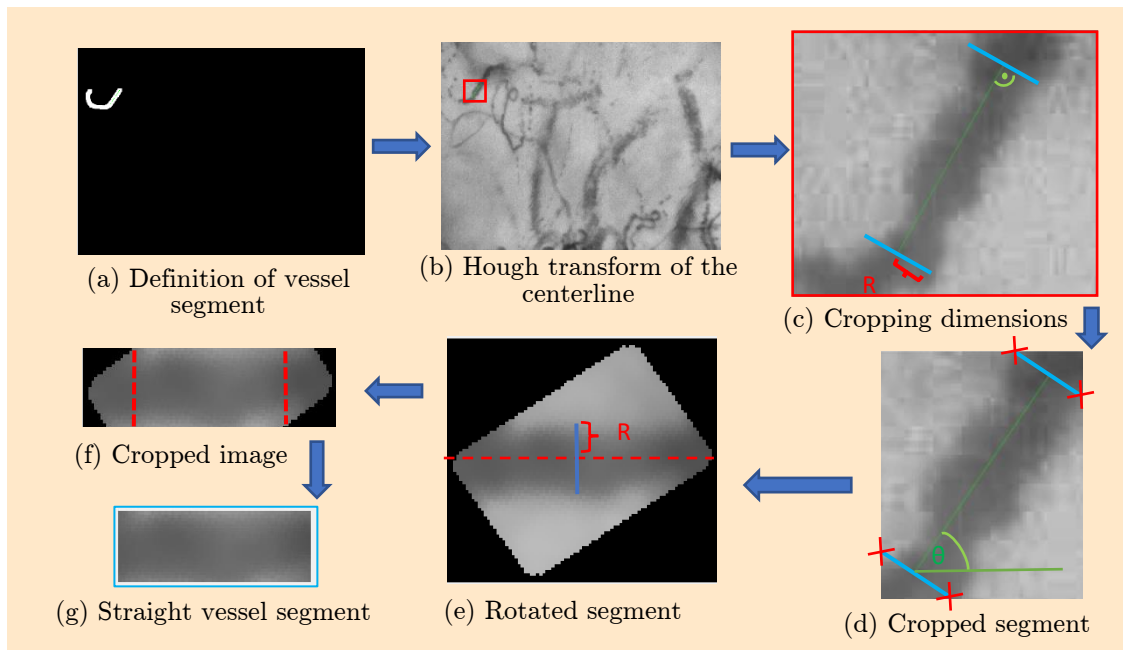 (a) Definition of vessel
segment
(b) Hough transform of the
centerline
R
(c) Cropping dimensions
θ
(d) Cropped segment
R
(e) Rotated segment
(f) Cropped image
(g) Straight vessel segment